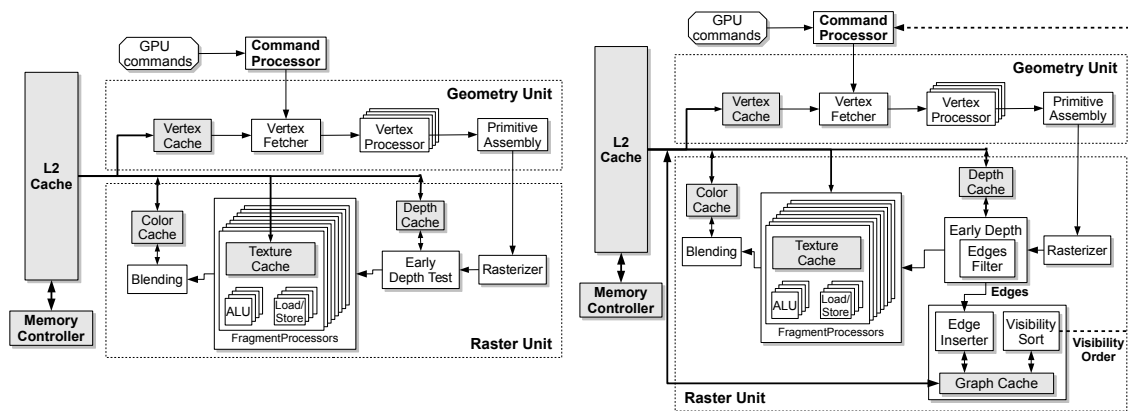 GPU
commands
Command
Processor
Geometry Unit
Vertex
Cache
Vertex
Fetcher
Vertex
Processor
Primitive
Assembly
L2
Cache
Color
Cache
Depth
Cache
Texture
Cache
Blending
Early
Depth Test
Rasterizer
ALU
Load/
Store
FragmentProcessors
Memory
Controller
Raster Unit
GPU
commands
Command
Processor
Geometry Unit
Vertex
Cache
Vertex
Fetcher
Vertex
Processor
Primitive
Assembly
L2
Cache
Color
Cache
Depth
Cache
Texture
Cache
Blending
Early Depth
Edges
Filter
Rasterizer
ALU
Load/
Store
FragmentProcessors
Memory
Controller
Edges
Edge
Inserter
Visibility
Sort
Visibility
Order
Graph Cache
Raster Unit